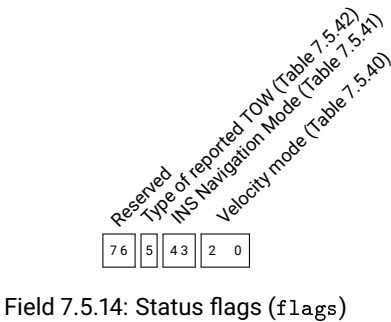 Reserved
Type of reported TOW (Table 7.5.42)
INS Navigation Mode (Table 7.5.41)
Velocity mode (Table 7.5.40)
7 6 5 4 3 2 0
Field 7.5.14: Status flags (flags)